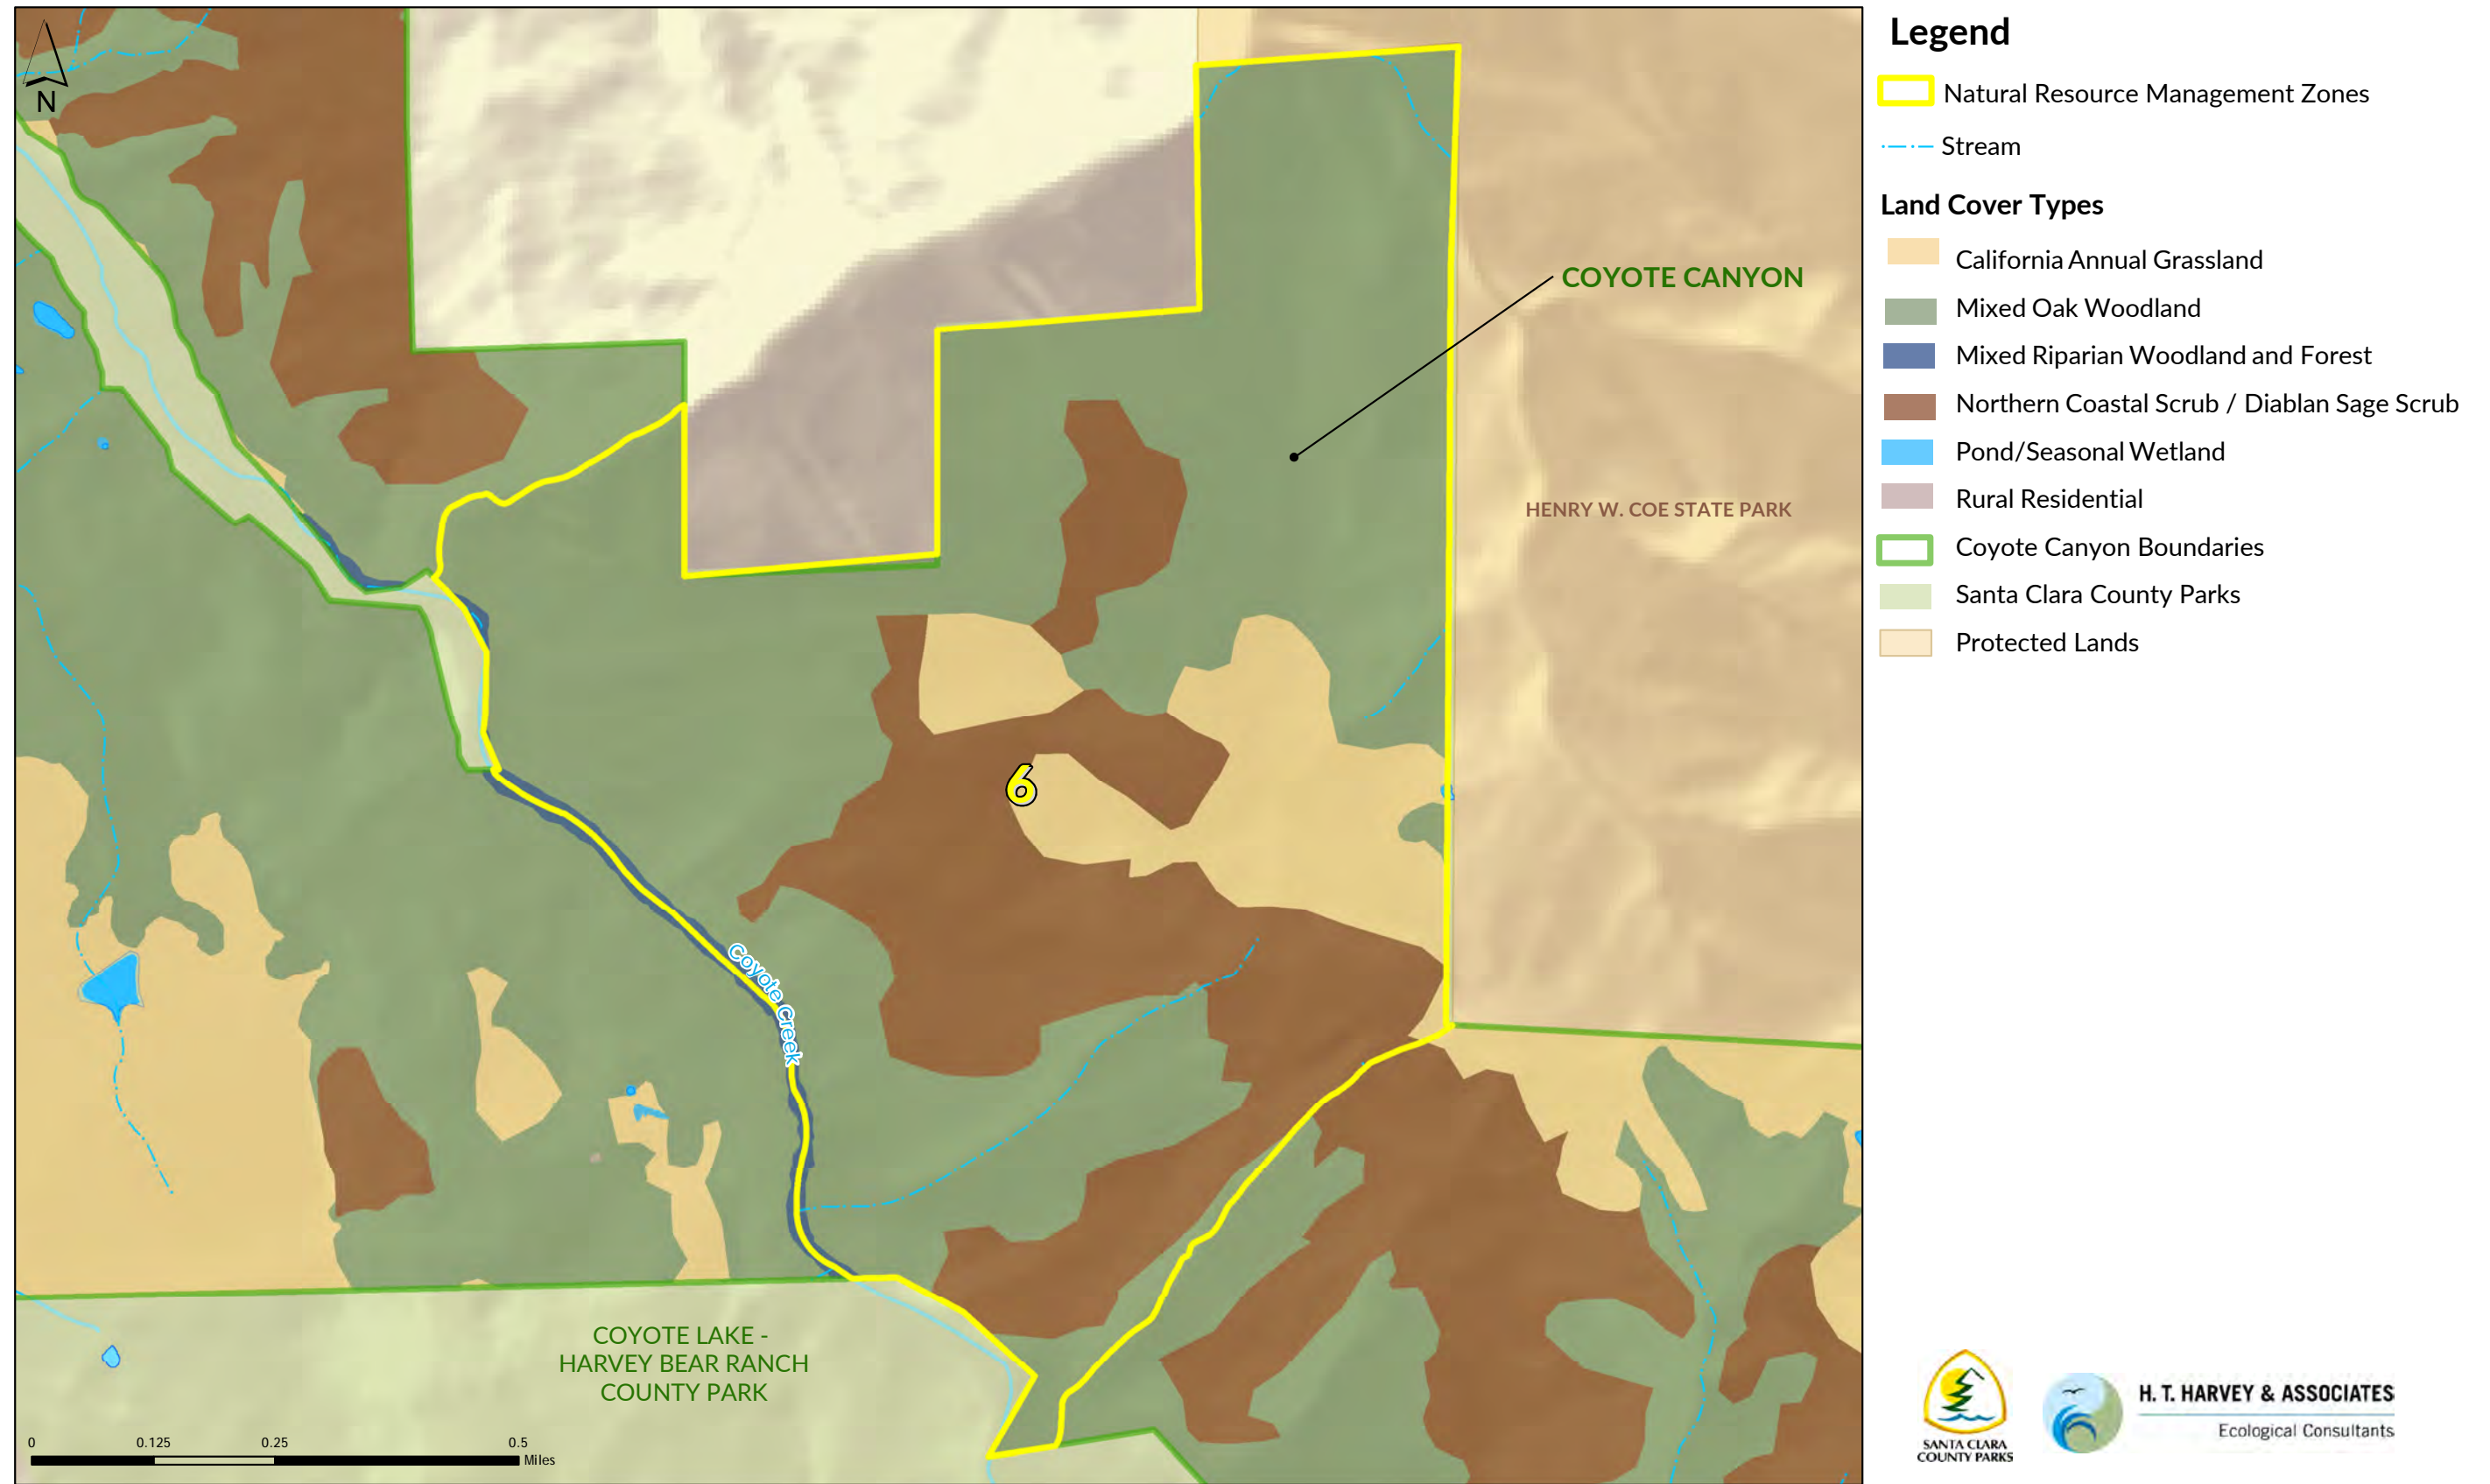 N
COYOTE CANYON
HENRY W. COE STATE PARK
6
Coyote Creek
COYOTE LAKE -
HARVEY BEAR RANCH
COUNTY PARK
0 0.125 0.25 0.5
Miles
Legend
Natural Resource Management Zones
Stream
Land Cover Types
California Annual Grassland
Mixed Oak Woodland
Mixed Riparian Woodland and Forest
Northern Coastal Scrub / Diablan Sage Scrub
Pond/Seasonal Wetland
Rural Residential
Coyote Canyon Boundaries
Santa Clara County Parks
Protected Lands
SANTA CLARA
COUNTY PARKS
H. T. HARVEY & ASSOCIATES
Ecological Consultants